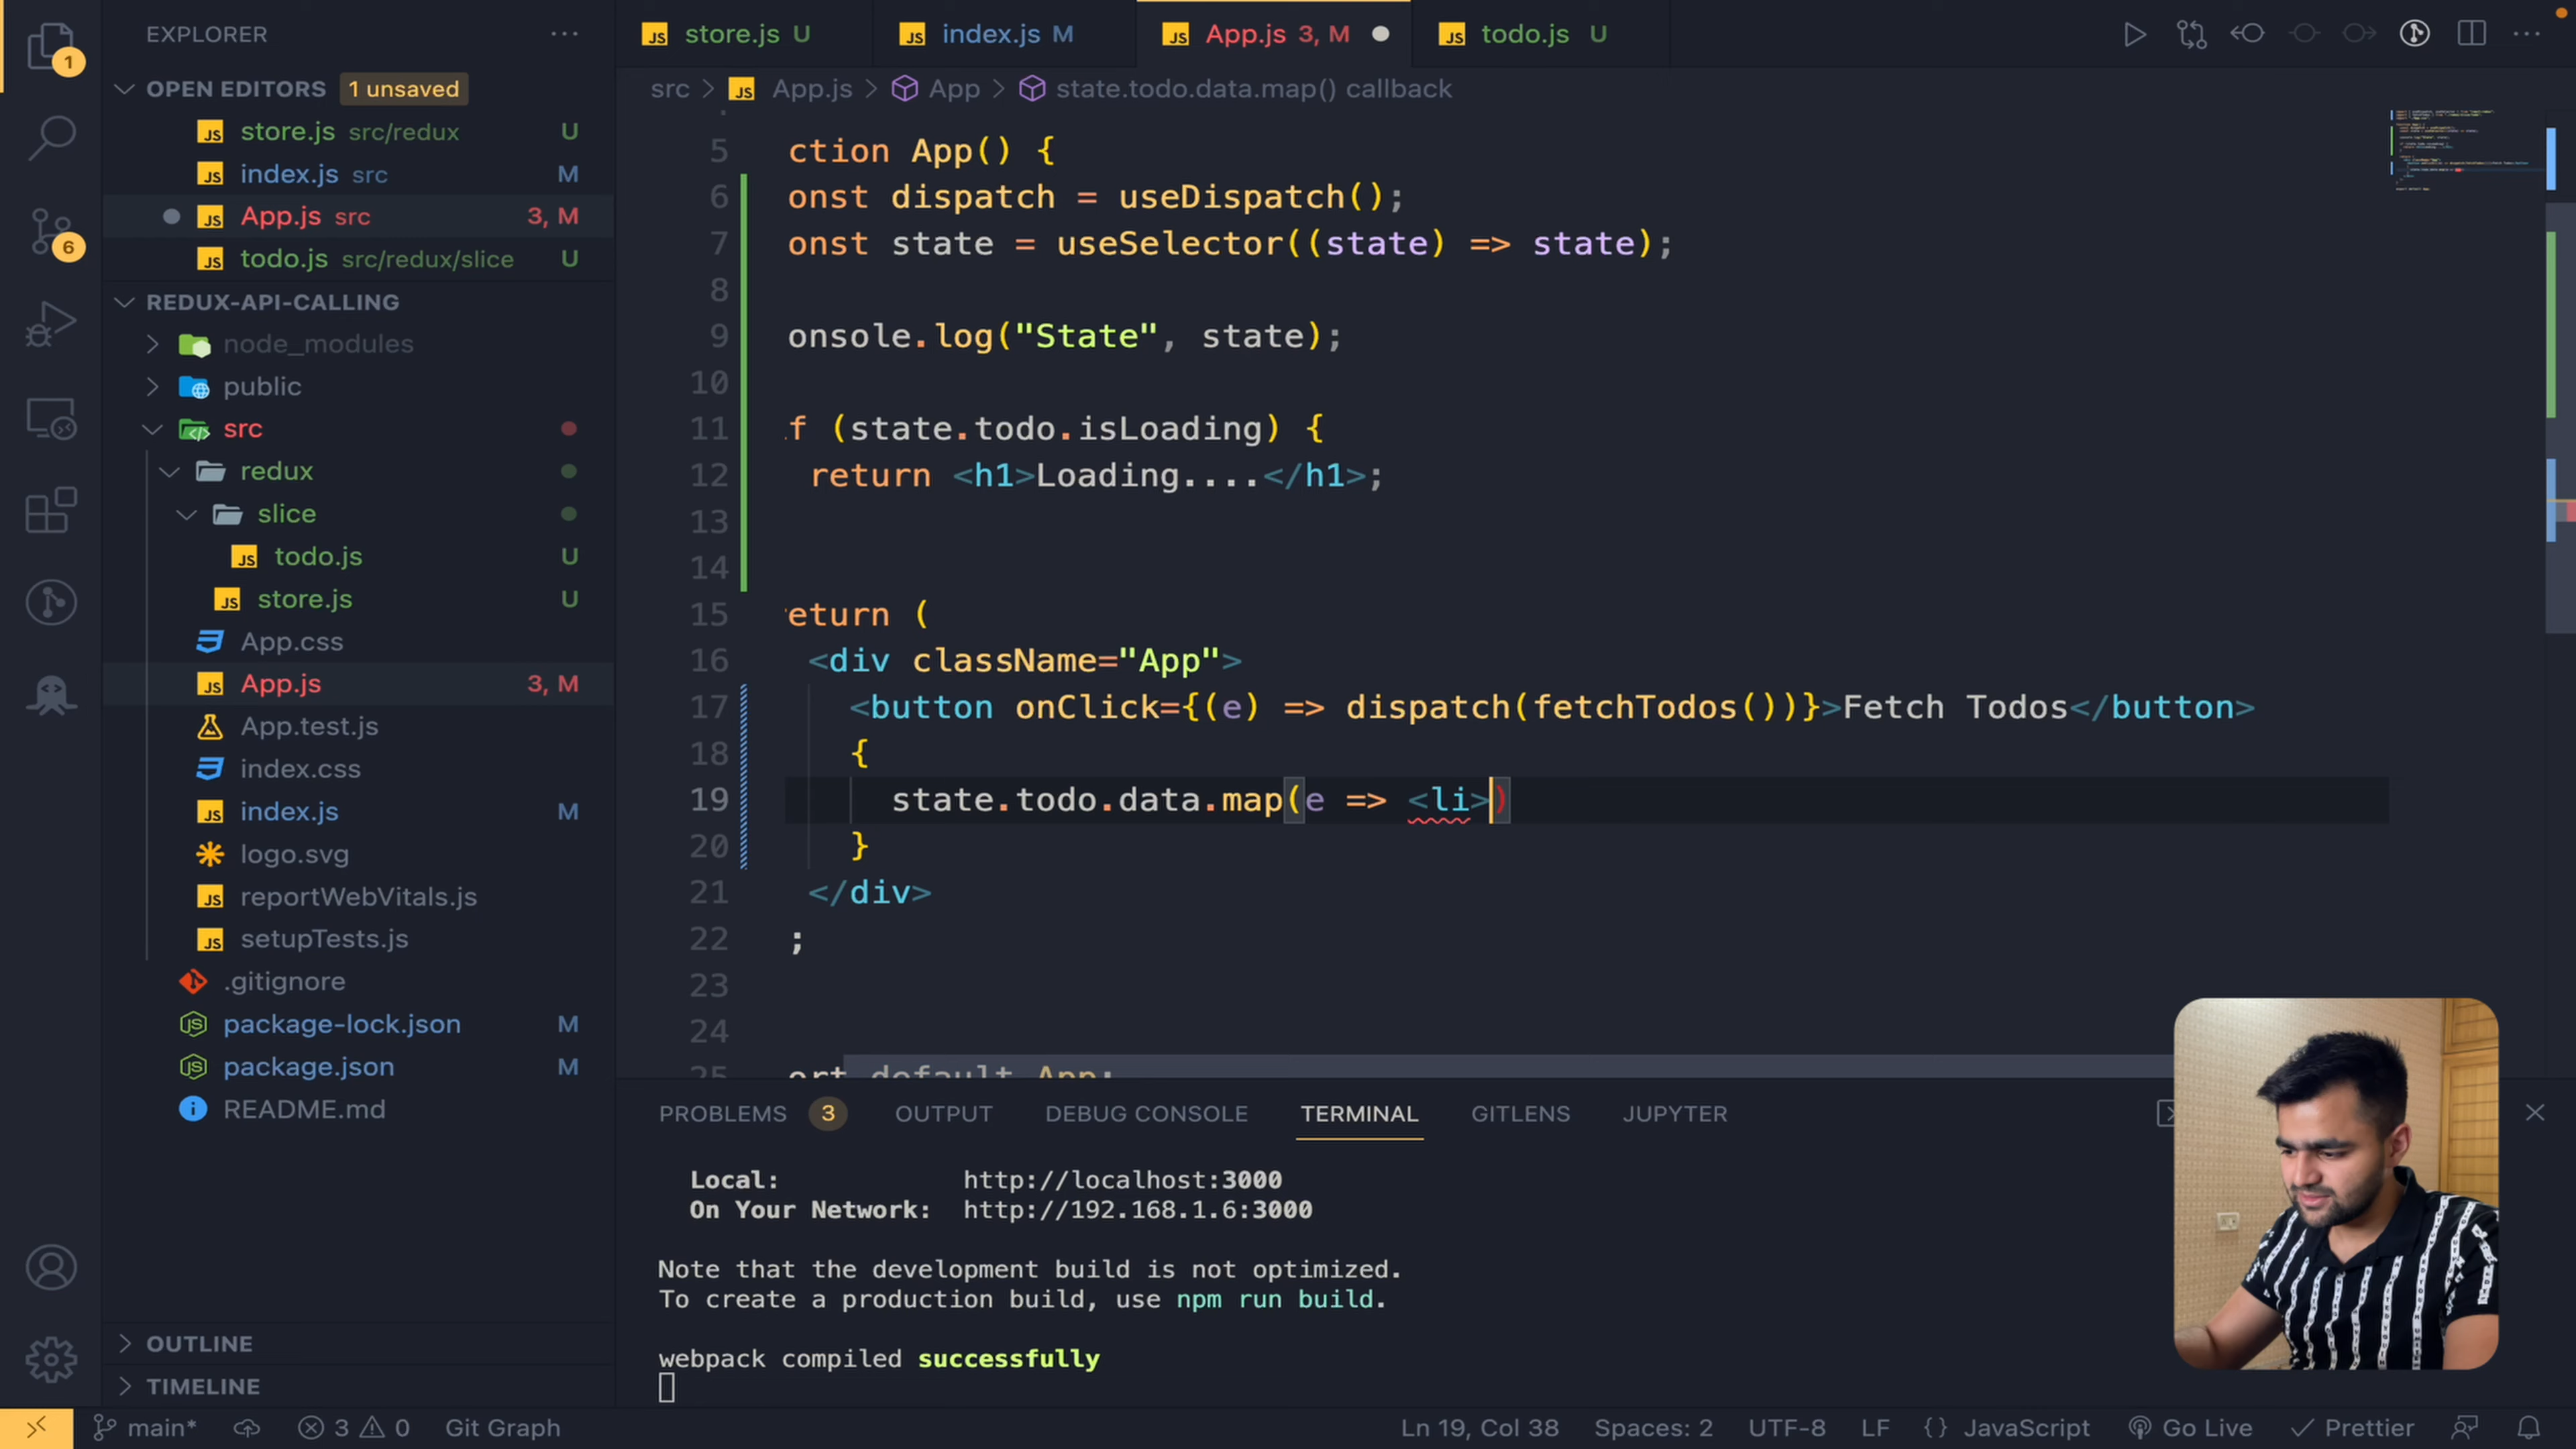 EXPLORER
OPEN EDITORS 1 unsaved
store.js src/redux U
index.js src M
App.js src 3, M
todo.js src/redux/slice U
REDUX-API-CALLING
node_modules
public
src
redux
slice
todo.js U
store.js U
App.css
App.js 3, M
App.test.js
index.css
index.js M
logo.svg
reportWebVitals.js
setupTests.js
.gitignore
package-lock.json M
package.json M
README.md
OUTLINE
TIMELINE
1
6
store.js U
index.js M
App.js 3, M
todo.js U
src > App.js > App > state.todo.data.map() callback
5 ction App() {
6 onst dispatch = useDispatch();
7 onst state = useSelector((state) => state);
8
9 onsole.log("State", state);
10
11 f (state.todo.isLoading) {
12 return <h1>Loading....</h1>;
13
14
15 eturn (
16 <div className="App">
17 <button onClick={(e) => dispatch(fetchTodos())}>Fetch Todos</button>
18 {
19 state.todo.data.map(e => <li>)
20 }
21 </div>
22 ;
23
24
25 ort default App;
PROBLEMS 3 OUTPUT DEBUG CONSOLE TERMINAL GITLENS JUPYTER
Local: http://localhost:3000
On Your Network: http://192.168.1.6:3000
Note that the development build is not optimized.
To create a production build, use npm run build.
webpack compiled successfully
main* 3 0 Git Graph Ln 19, Col 38 Spaces: 2 UTF-8 LF {} JavaScript Go Live Prettier